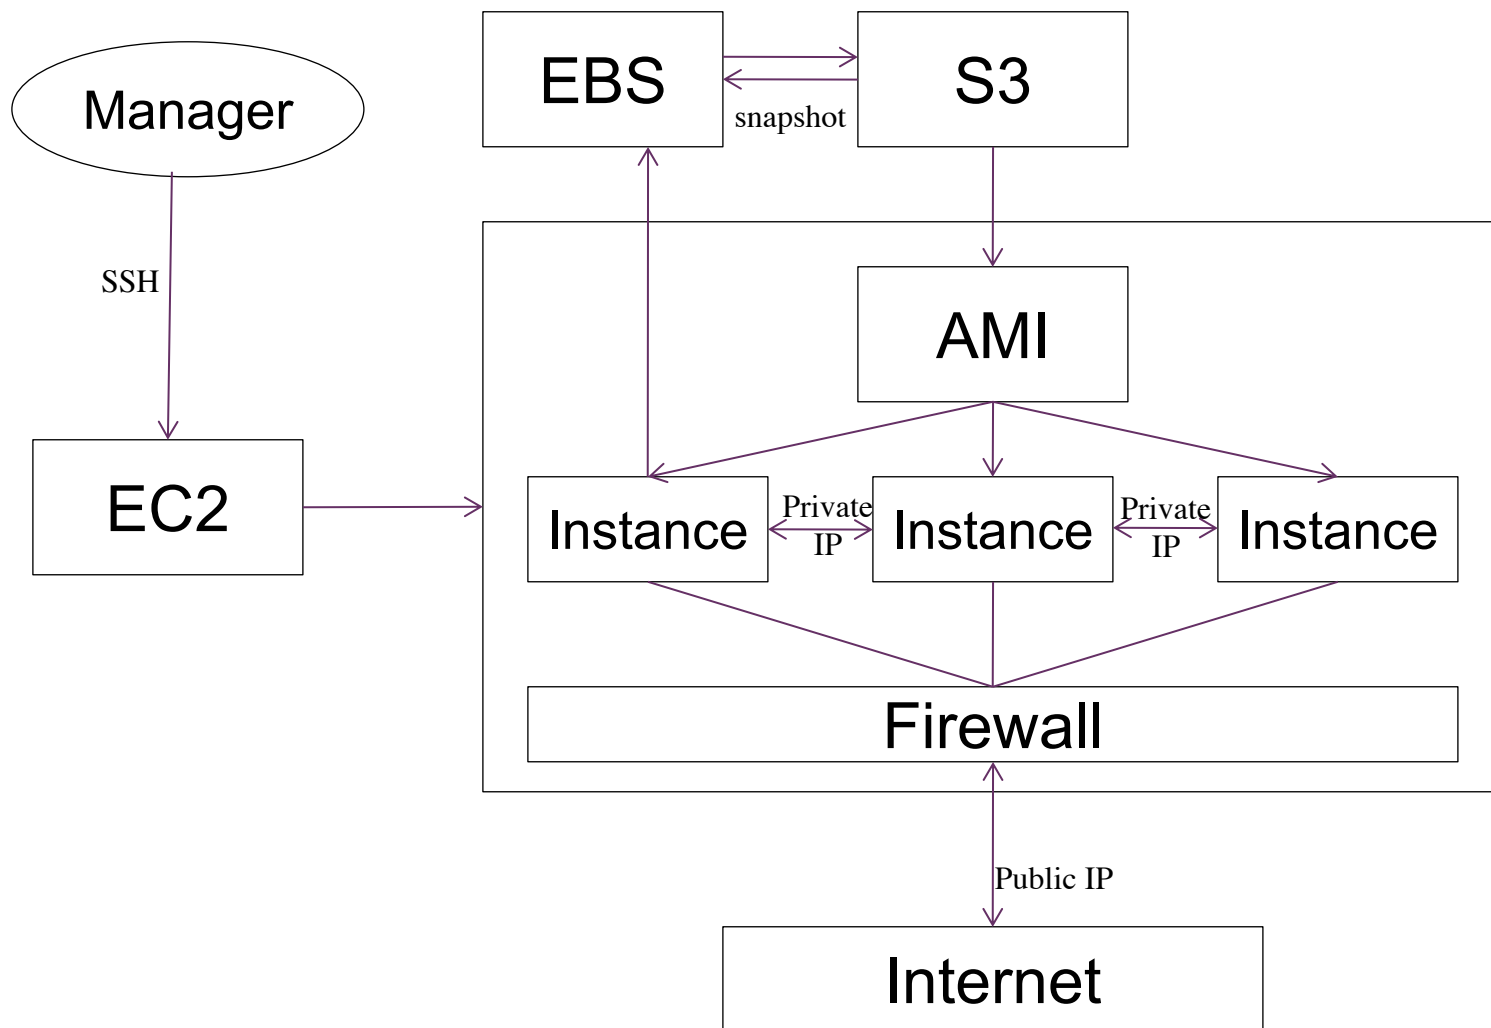 EBS
S3
Manager
snapshot
SSH
AMI
EC2
Instance
Private
IP
Instance
Private
IP
Instance
Firewall
Public IP
Internet